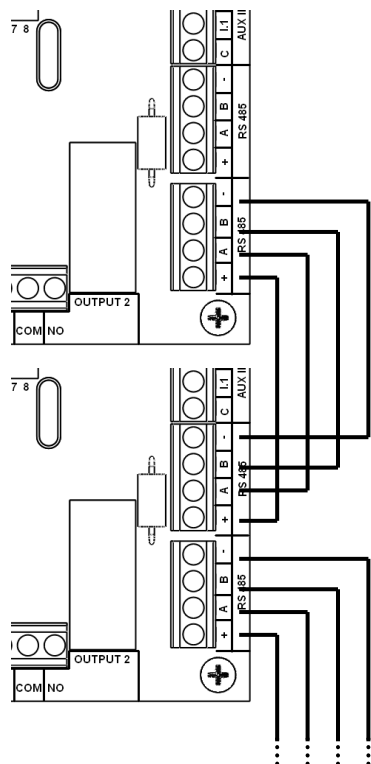 7 8
AUX II
I.1
C
-
B
A
+
RS 485
-
B
A
+
RS 485
OUTPUT 2
COM NO
7 8
AUX II
I.1
C
-
B
A
+
RS 485
-
B
A
+
RS 485
OUTPUT 2
COM NO